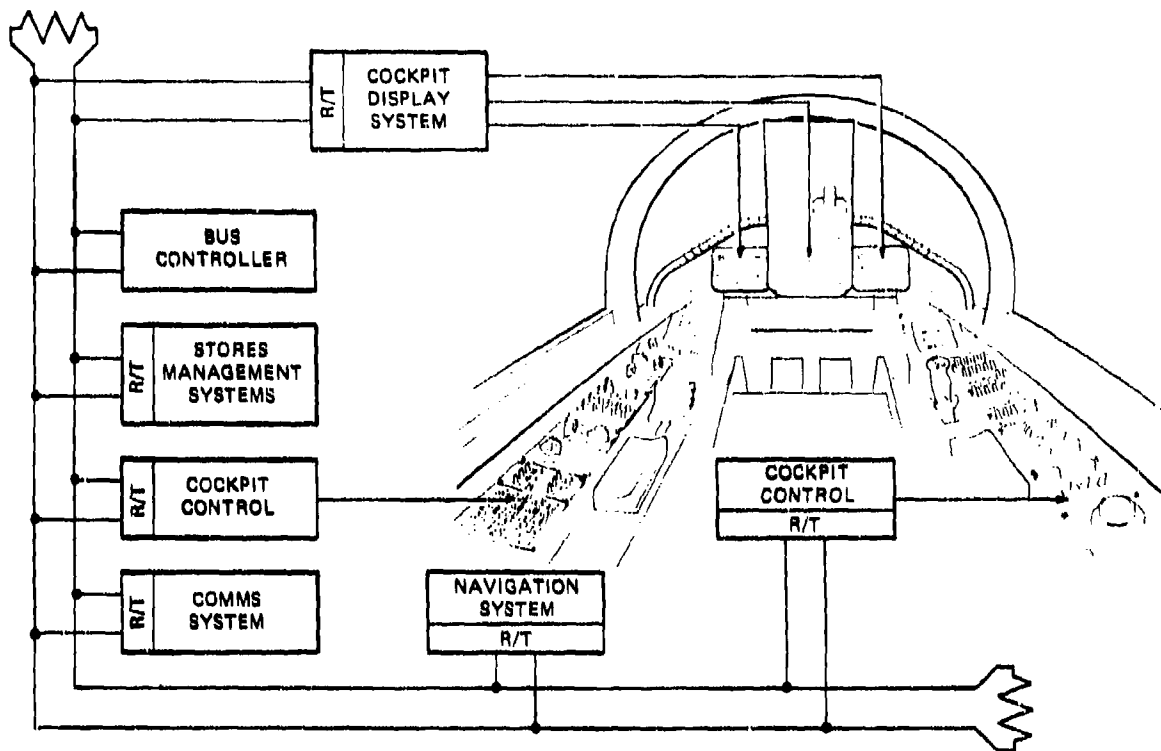 R/T
COCKPIT
DISPLAY
SYSTEM
BUS
CONTROLLER
R/T
STORES
MANAGEMENT
SYSTEMS
R/T
COCKPIT
CONTROL
COCKPIT
CONTROL
R/T
R/T
COMMS
SYSTEM
NAVIGATION
SYSTEM
R/T